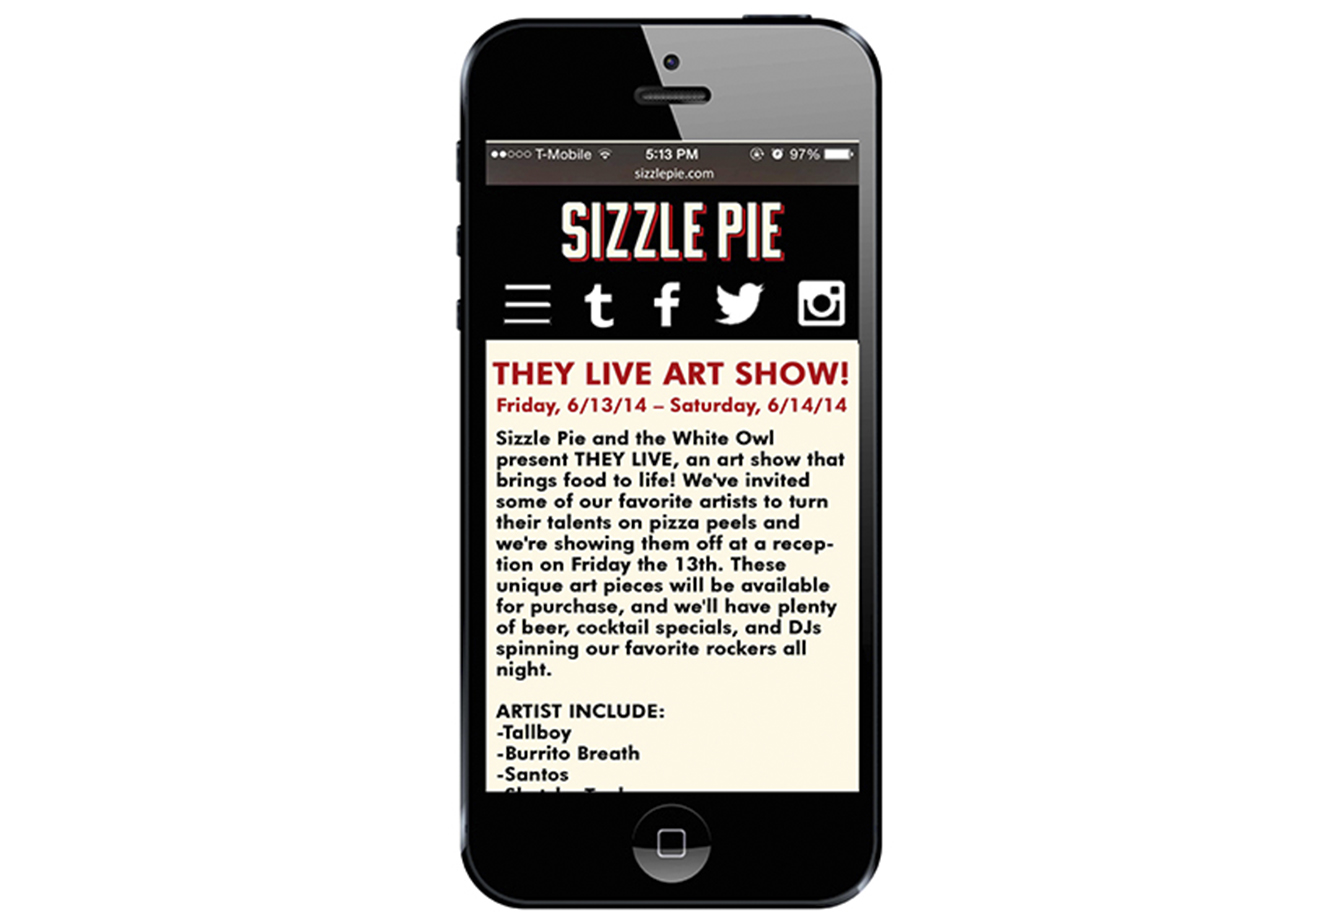 T-Mobile 5:13 PM 97%
sizzlepie.com
SIZZLE PIE
THEY LIVE ART SHOW!
Friday, 6/13/14 – Saturday, 6/14/14
Sizzle Pie and the White Owl
present THEY LIVE, an art show that
brings food to life! We've invited
some of our favorite artists to turn
their talents on pizza peels and
we're showing them off at a recep-
tion on Friday the 13th. These
unique art pieces will be available
for purchase, and we'll have plenty
of beer, cocktail specials, and DJs
spinning our favorite rockers all
night.
ARTIST INCLUDE:
-Tallboy
-Burrito Breath
-Santos